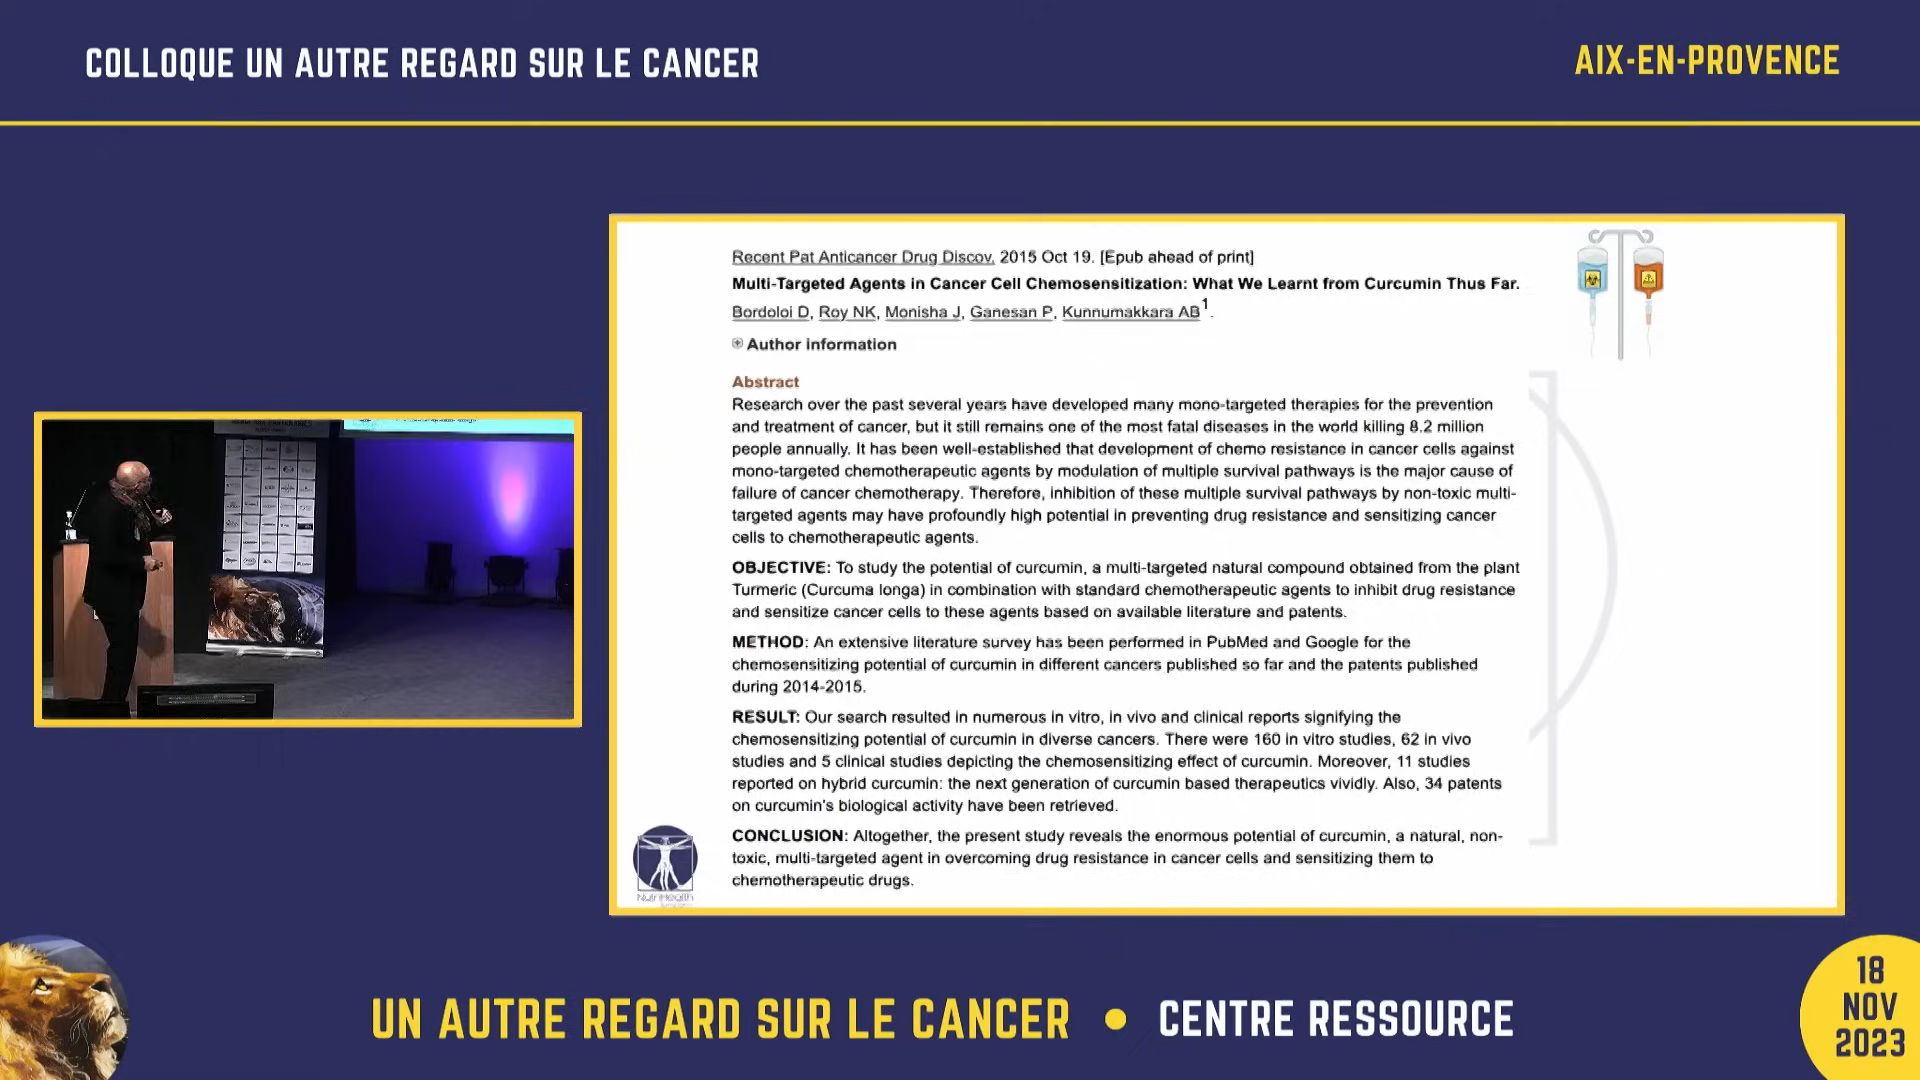 COLLOQUE UN AUTRE REGARD SUR LE CANCER
AIX-EN-PROVENCE
Recent Pat Anticancer Drug Discov. 2015 Oct 19. [Epub ahead of print]
Multi-Targeted Agents in Cancer Cell Chemosensitization: What We Learnt from Curcumin Thus Far.
Bordoloi D, Roy NK, Monisha J, Ganesan P, Kunnumakkara AB1.
Author information
Abstract
Research over the past several years have developed many mono-targeted therapies for the prevention
and treatment of cancer, but it still remains one of the most fatal diseases in the world killing 8.2 million
people annually. It has been well-established that development of chemo resistance in cancer cells against
mono-targeted chemotherapeutic agents by modulation of multiple survival pathways is the major cause of
failure of cancer chemotherapy. Therefore, inhibition of these multiple survival pathways by non-toxic multi-
targeted agents may have profoundly high potential in preventing drug resistance and sensitizing cancer
cells to chemotherapeutic agents.
OBJECTIVE: To study the potential of curcumin, a multi-targeted natural compound obtained from the plant
Turmeric (Curcuma longa) in combination with standard chemotherapeutic agents to inhibit drug resistance
and sensitize cancer cells to these agents based on available literature and patents.
METHOD: An extensive literature survey has been performed in PubMed and Google for the
chemosensitizing potential of curcumin in different cancers published so far and the patents published
during 2014-2015.
RESULT: Our search resulted in numerous in vitro, in vivo and clinical reports signifying the
chemosensitizing potential of curcumin in diverse cancers. There were 160 in vitro studies, 62 in vivo
studies and 5 clinical studies depicting the chemosensitizing effect of curcumin. Moreover, 11 studies
reported on hybrid curcumin: the next generation of curcumin based therapeutics vividly. Also, 34 patents
on curcumin's biological activity have been retrieved.
CONCLUSION: Altogether, the present study reveals the enormous potential of curcumin, a natural, non-
toxic, multi-targeted agent in overcoming drug resistance in cancer cells and sensitizing them to
chemotherapeutic drugs.
NutriHealth
UN AUTRE REGARD SUR LE CANCER • CENTRE RESSOURCE
18
NOV
2023